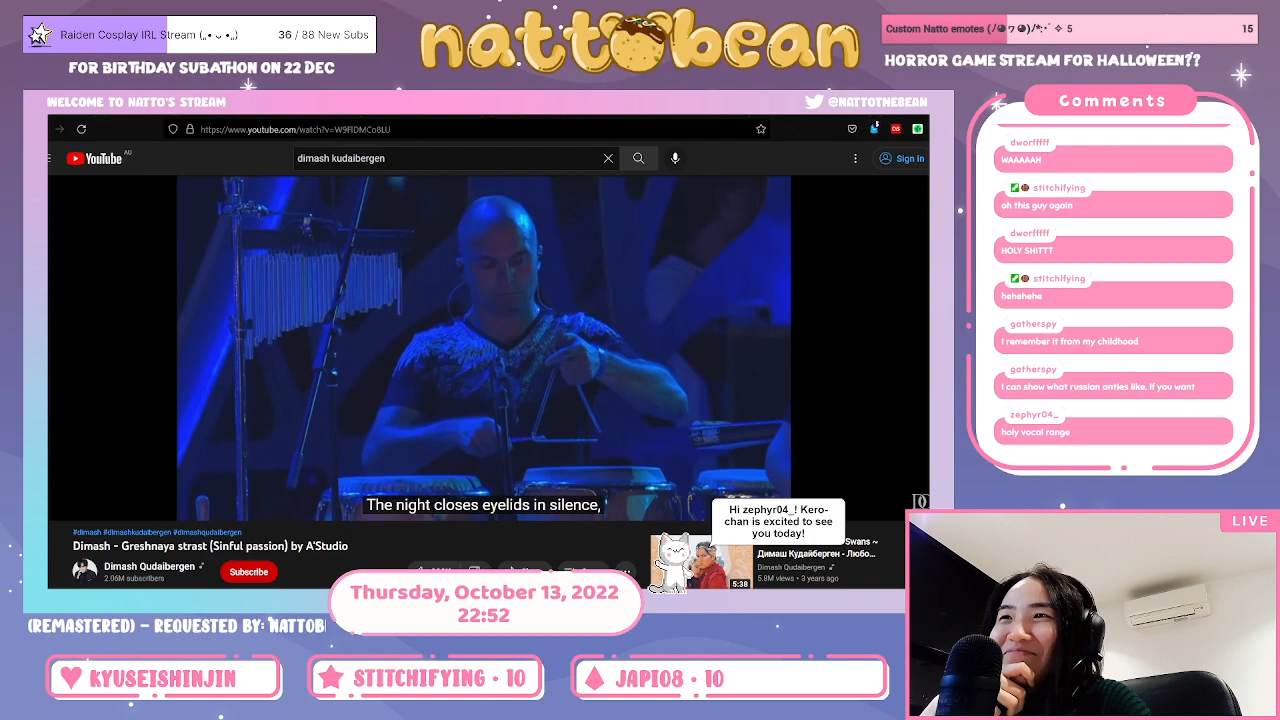 Raiden Cosplay IRL Stream („• ᴗ •„) 36 / 88 New Subs
FOR BIRTHDAY SUBATHON ON 22 DEC
nattobean
Custom Natto emotes (ﾉ◕ヮ◕)ﾉ*:･ﾟ✧ 5 15
HORROR GAME STREAM FOR HALLOWEEN??
WELCOME TO NATTO'S STREAM
@NATTOTHEBEAN
https://www.youtube.com/watch?v=W9FIDMCo8LU
YouTube AU
dimash kudaibergen
Sign in
The night closes eyelids in silence,
#dimash #dimashkudaibergen #dimashqudaibergen
Dimash - Greshnaya strast (Sinful passion) by A'Studio
Dimash Qudaibergen
2.06M subscribers
Subscribe
Hi zephyr04_! Kero-
chan is excited to see
you today!
Swans ~
Димаш Кудайберген - Любо...
Dimash Qudaibergen
5.8M views • 3 years ago
5:38
Thursday, October 13, 2022
22:52
(REMASTERED) - REQUESTED BY: NATTOB
KYUSEISHINJIN
STITCHIFYING • 10
JAPI08 • 10
Comments
dworfffff
WAAAAAH
stitchifying
oh this guy again
dworfffff
HOLY SHITTT
stitchifying
hehehehe
gatherspy
I remember it from my childhood
gatherspy
I can show what russian anties like. If you want
zephyr04_
holy vocal range
LIVE